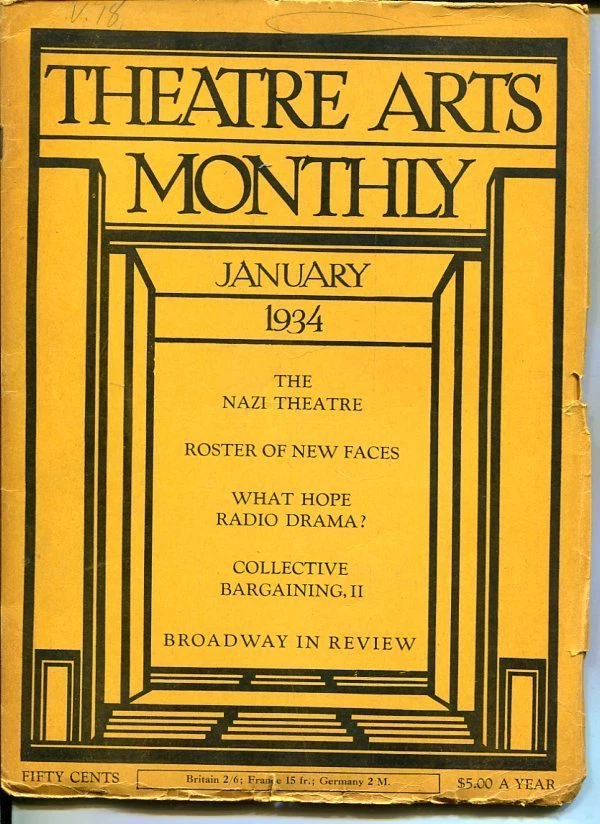 V. 18
THEATRE ARTS
MONTHLY
JANUARY
1934
THE
NAZI THEATRE
ROSTER OF NEW FACES
WHAT HOPE
RADIO DRAMA?
COLLECTIVE
BARGAINING, II
BROADWAY IN REVIEW
FIFTY CENTS
Britain 2/6; France 15 fr.; Germany 2 M.
$5.00 A YEAR